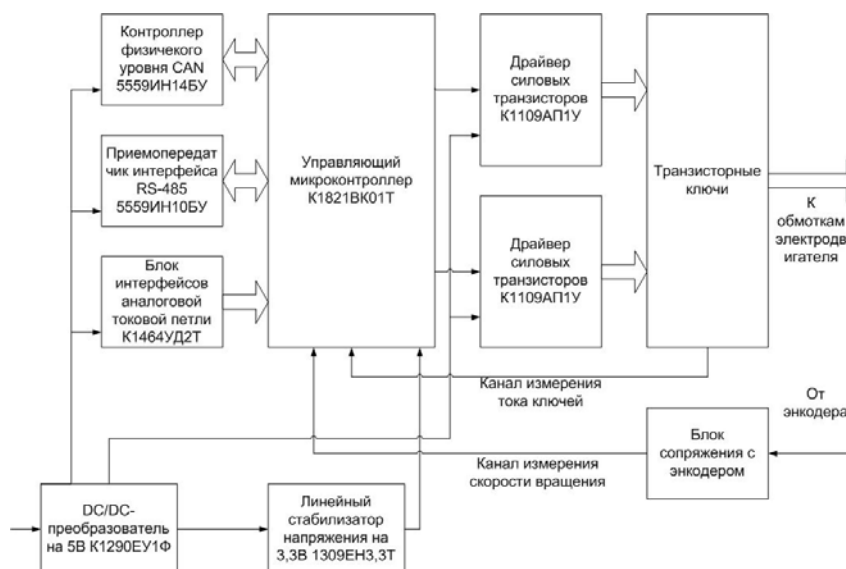 Контроллер
физичекого
уровня CAN
5559ИН14БУ
Приемопередат
чик интерфейса
RS-485
5559ИН10БУ
Блок
интерфейсов
аналоговой
токовой петли
К1464УД2Т
Управляющий
микроконтроллер
К1821ВК01Т
Драйвер
силовых
транзисторов
К1109АП1У
Драйвер
силовых
транзисторов
К1109АП1У
Транзисторные
ключи
К
обмоткам
электродв
игателя
Канал измерения
тока ключей
От
энкодера
Блок
сопряжения с
энкодером
Канал измерения
скорости вращения
DC/DC-
преобразователь
на 5В К1290ЕУ1Ф
Линейный
стабилизатор
напряжения на
3,3В 1309ЕН3,3Т